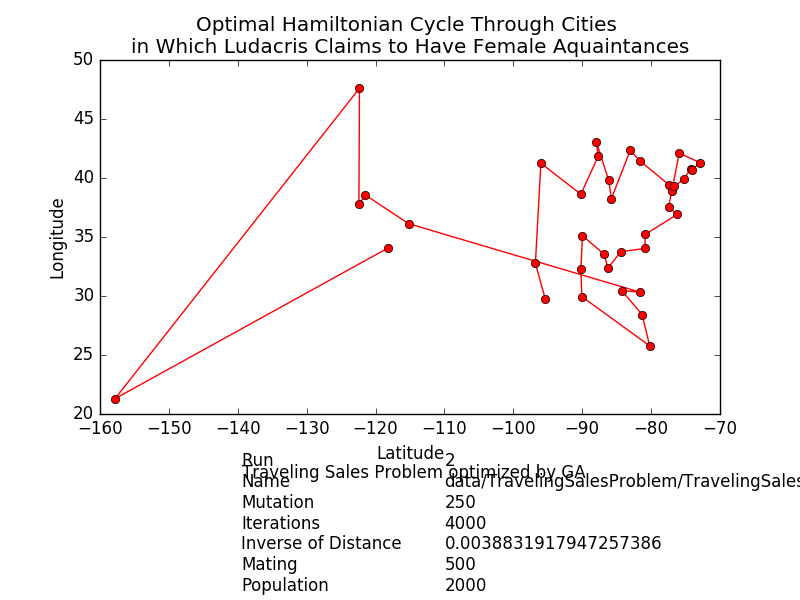 Optimal Hamiltonian Cycle Through Cities
in Which Ludacris Claims to Have Female Aquaintances
50
45
40
35
30
25
20
Longitude
−160 −150 −140 −130 −120 −110 −100 −90 −80 −70
Latitude
Run 2
Traveling Sales Problem optimized by GA
Name data/TravelingSalesProblem/TravelingSales
Mutation 250
Iterations 4000
Inverse of Distance 0.0038831917947257386
Mating 500
Population 2000